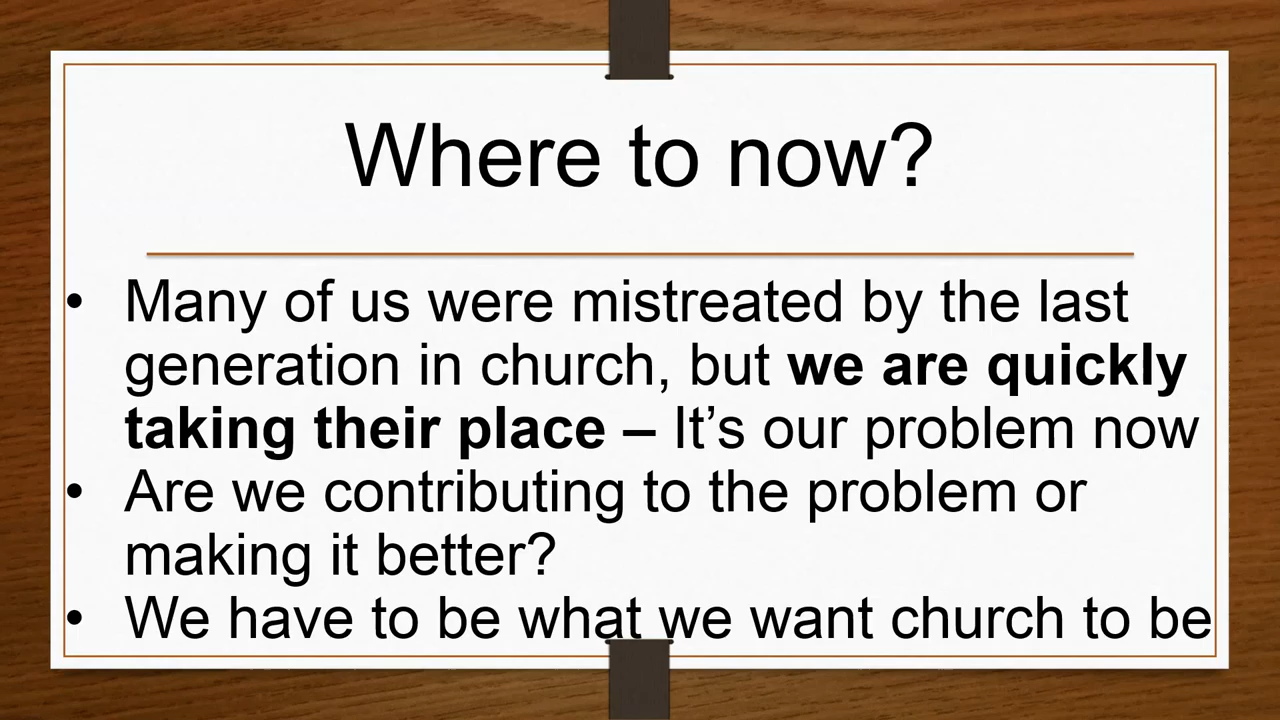 Where to now?
• Many of us were mistreated by the last
generation in church, but we are quickly
taking their place – It’s our problem now
• Are we contributing to the problem or
making it better?
• We have to be what we want church to be